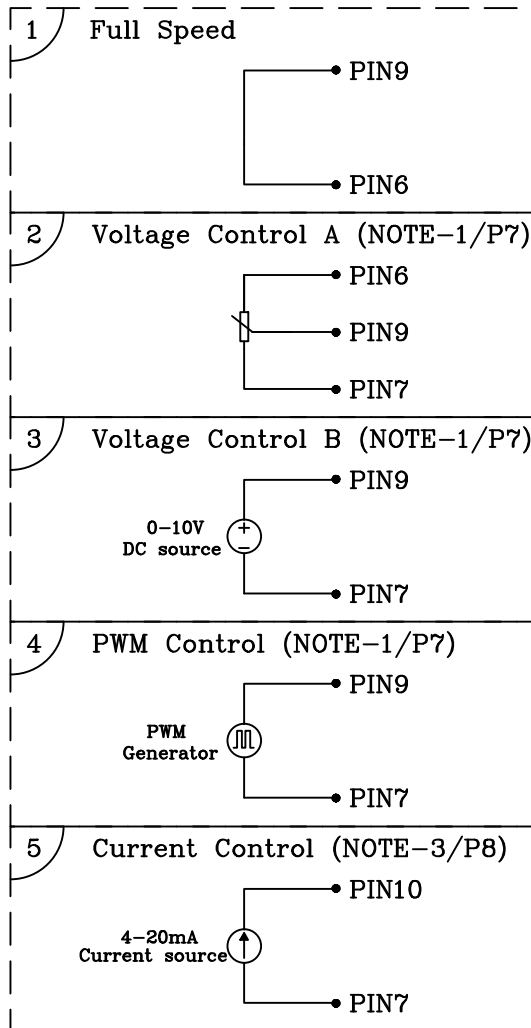 1 Full Speed
PIN9
PIN6
2 Voltage Control A (NOTE-1/P7)
PIN6
PIN9
PIN7
3 Voltage Control B (NOTE-1/P7)
PIN9
0-10V
DC source
+
−
PIN7
4 PWM Control (NOTE-1/P7)
PIN9
PWM
Generator
PIN7
5 Current Control (NOTE-3/P8)
PIN10
4-20mA
Current source
PIN7